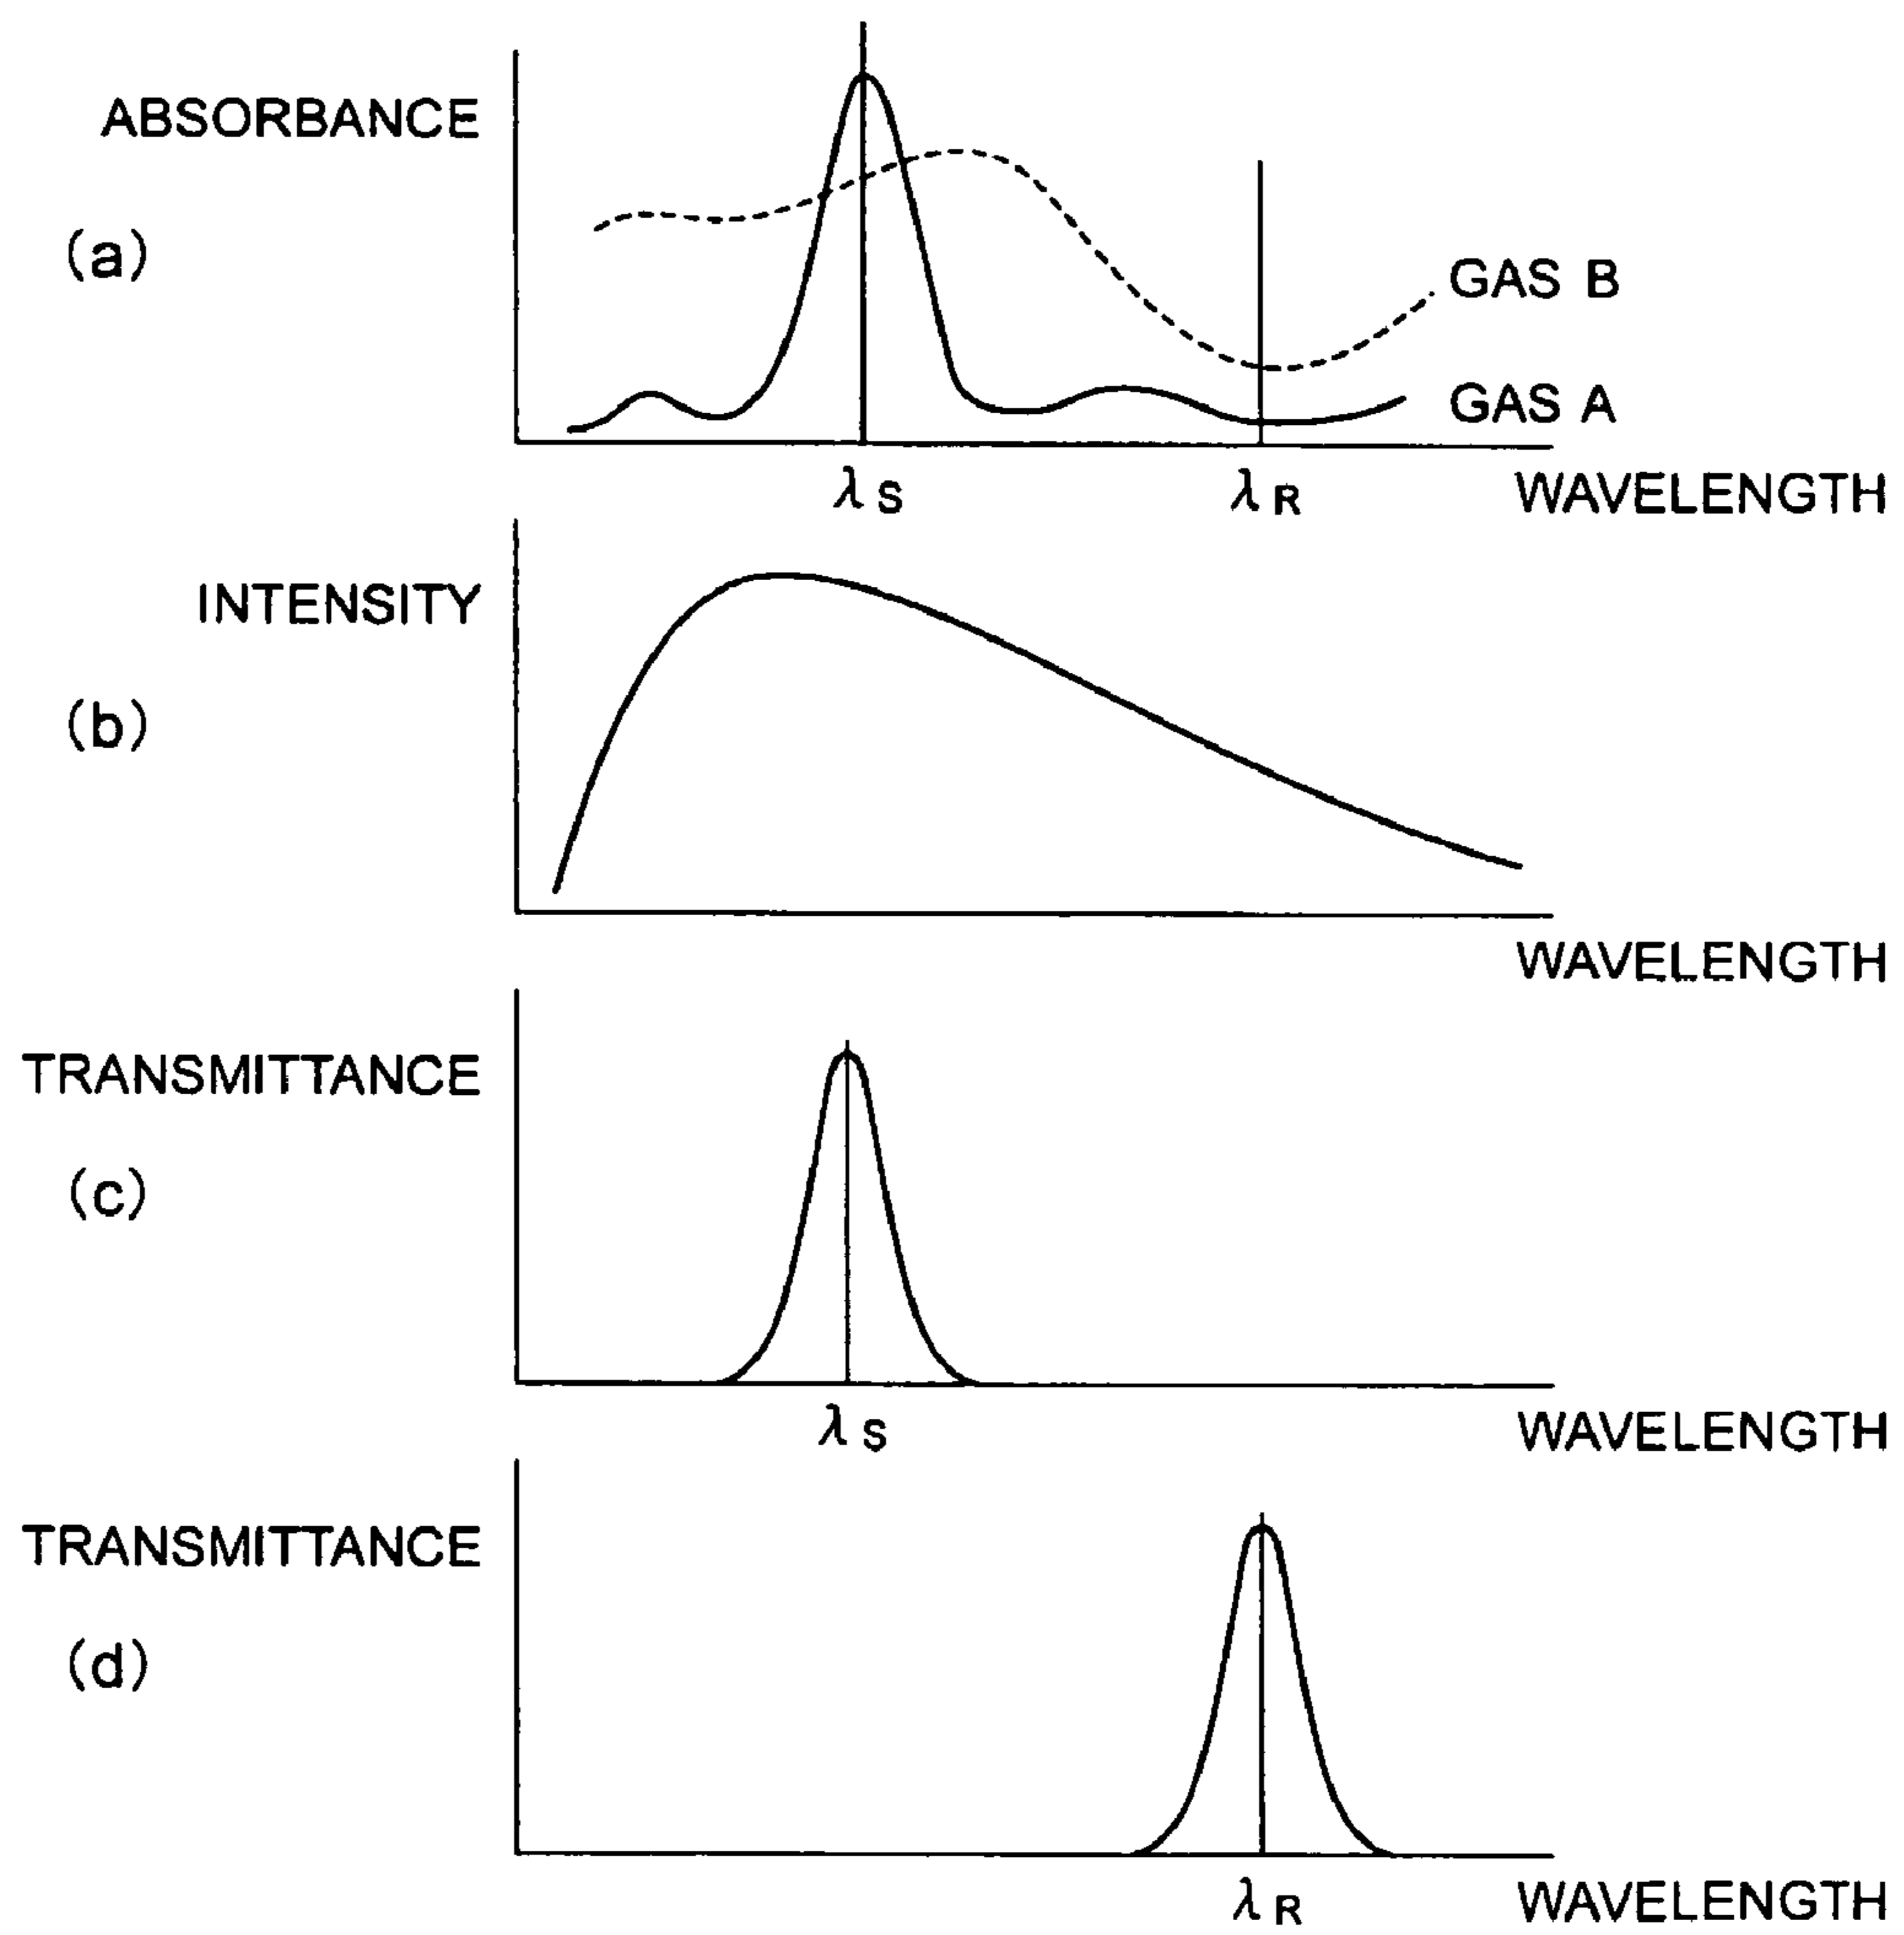 ABSORBANCE
(a)
GAS B
GAS A
λS
λR
WAVELENGTH
INTENSITY
(b)
WAVELENGTH
TRANSMITTANCE
(c)
λS
WAVELENGTH
TRANSMITTANCE
(d)
λR
WAVELENGTH